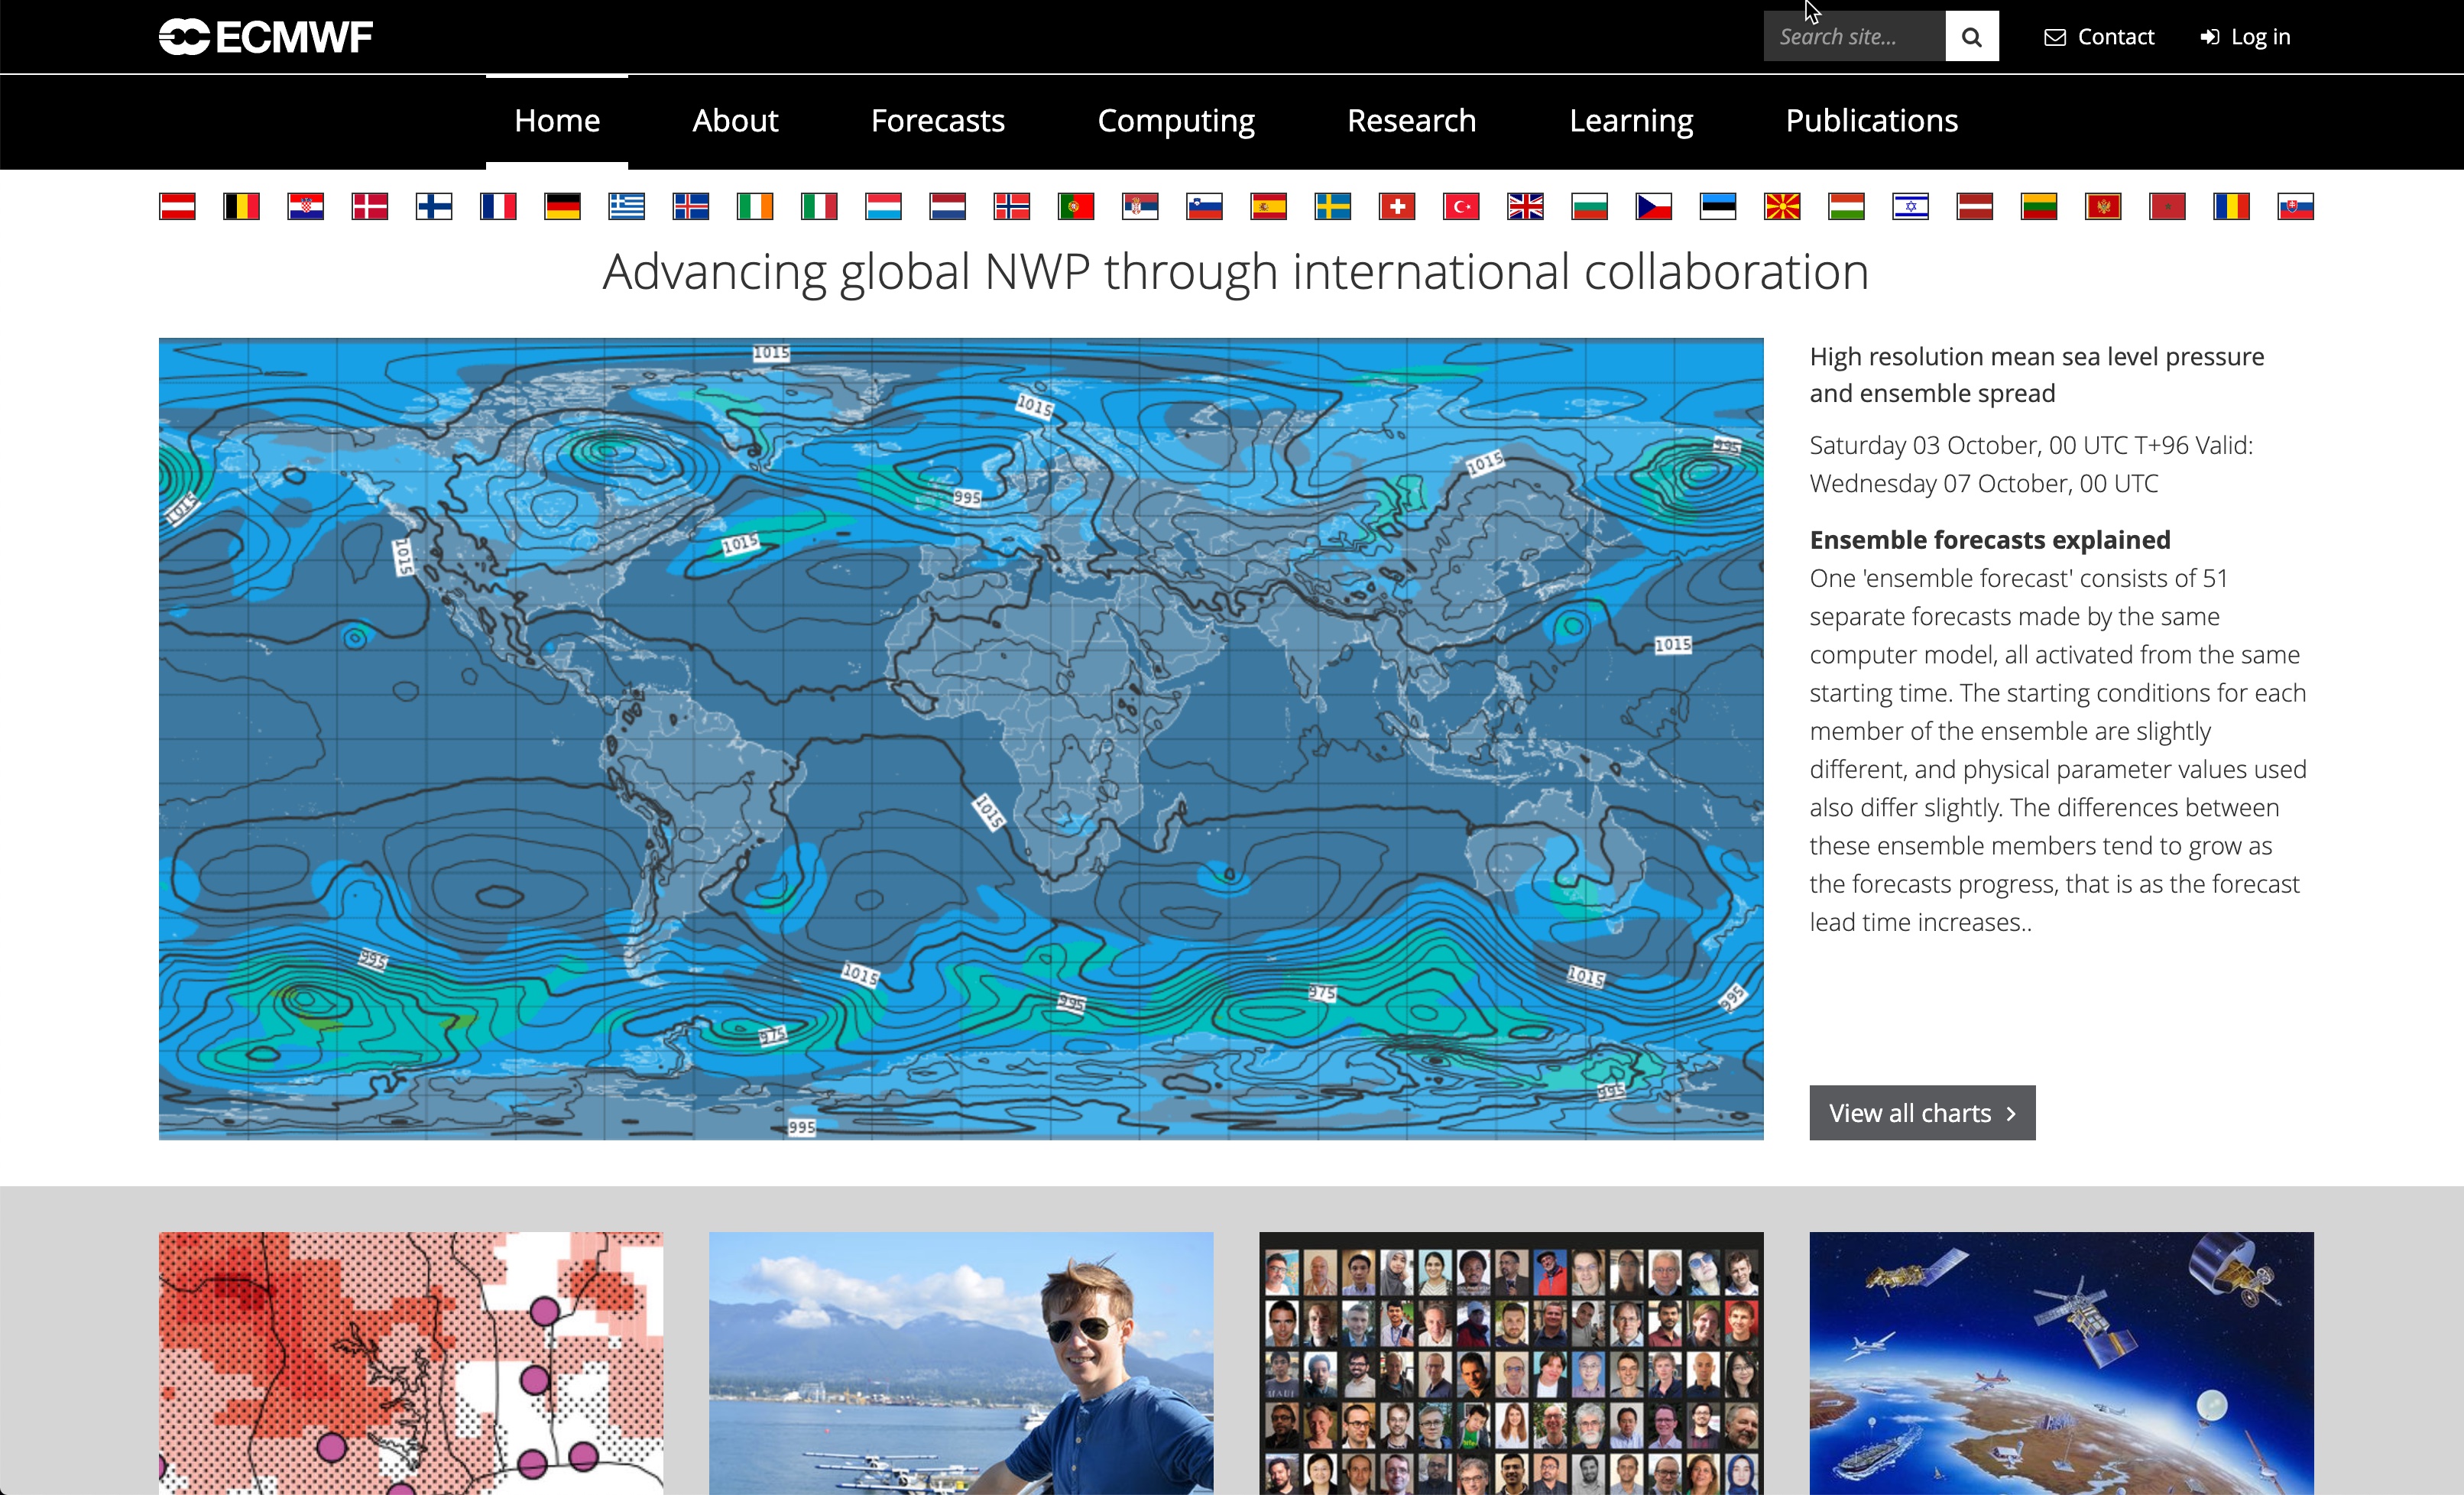 ECMWF
Search site...
Contact
Log in
Home
About
Forecasts
Computing
Research
Learning
Publications
Advancing global NWP through international collaboration
1015
1015
995
1015
1015
995
1015
1015
1015
1015
995
1015
995
975
1015
995
975
995
995
High resolution mean sea level pressure
and ensemble spread
Saturday 03 October, 00 UTC T+96 Valid:
Wednesday 07 October, 00 UTC
Ensemble forecasts explained
One 'ensemble forecast' consists of 51
separate forecasts made by the same
computer model, all activated from the same
starting time. The starting conditions for each
member of the ensemble are slightly
different, and physical parameter values used
also differ slightly. The differences between
these ensemble members tend to grow as
the forecasts progress, that is as the forecast
lead time increases..
View all charts